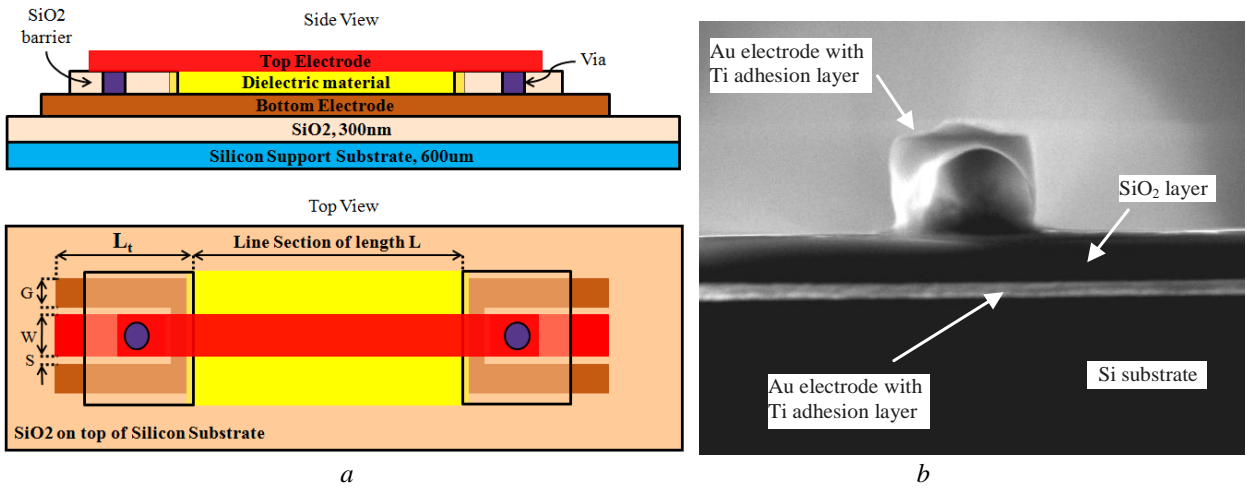 Side View
SiO2
barrier
Top Electrode
Via
Dielectric material
Bottom Electrode
SiO2, 300nm
Silicon Support Substrate, 600um
Top View
Lt
Line Section of length L
G
W
S
SiO2 on top of Silicon Substrate
a
Au electrode with
Ti adhesion layer
SiO₂ layer
Au electrode with
Ti adhesion layer
Si substrate
b